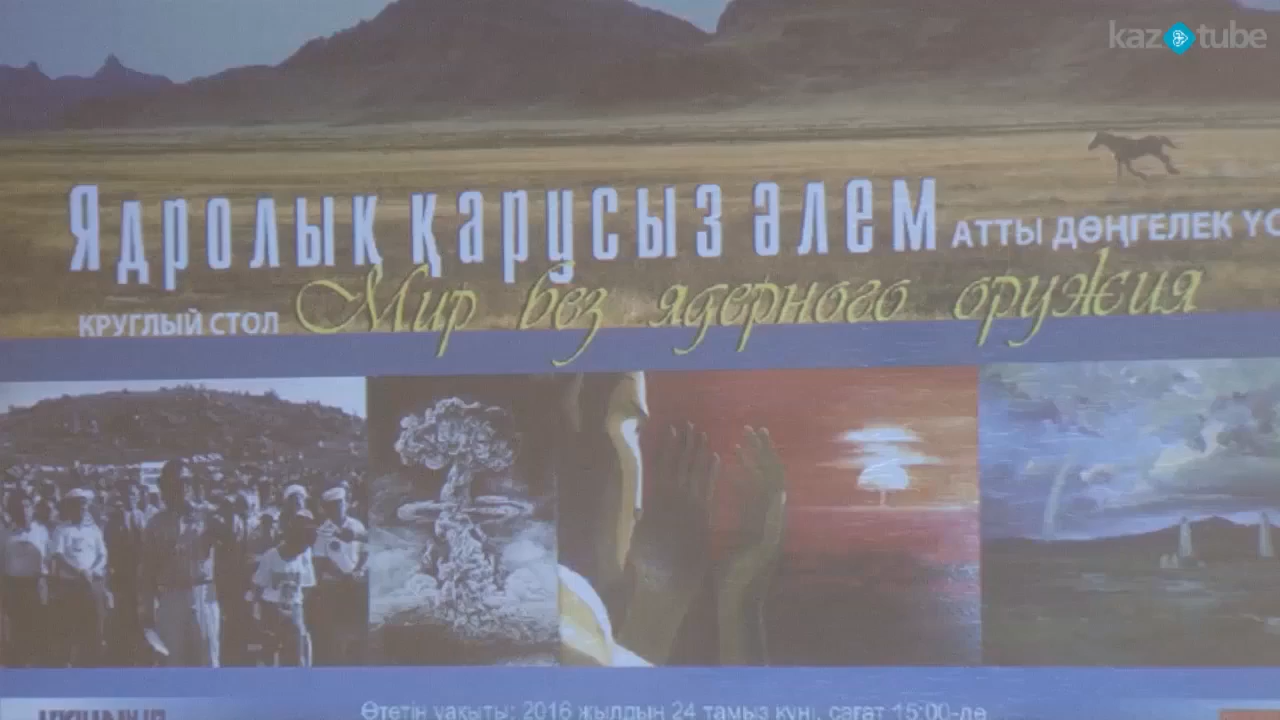 kaz tube
Ядролық қарусыз әлем АТТЫ ДӨҢГЕЛЕК
КРУГЛЫЙ СТОЛ Мир без ядерного оружия
Өтетін уақыты: 2016 жылдын 24 тамыз күні, сағат 15:00-де